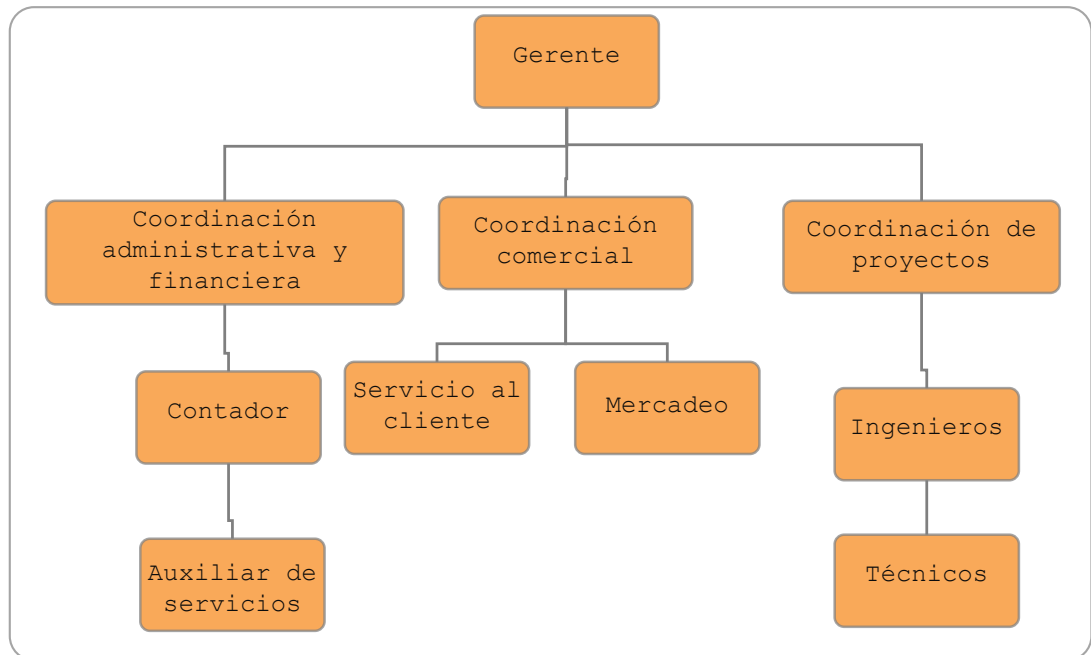 Gerente
Coordinación
administrativa y
financiera
Coordinación
comercial
Coordinación de
proyectos
Contador
Servicio al
cliente
Mercadeo
Ingenieros
Auxiliar de
servicios
Técnicos